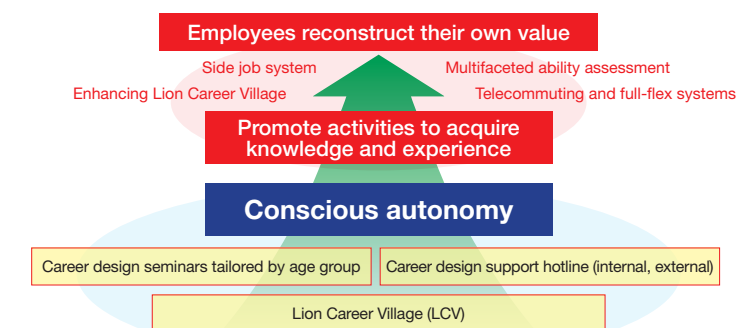 Employees reconstruct their own value
Side job system
Multifaceted ability assessment
Enhancing Lion Career Village
Telecommuting and full-flex systems
Promote activities to acquire
knowledge and experience
Conscious autonomy
Career design seminars tailored by age group
Career design support hotline (internal, external)
Lion Career Village (LCV)